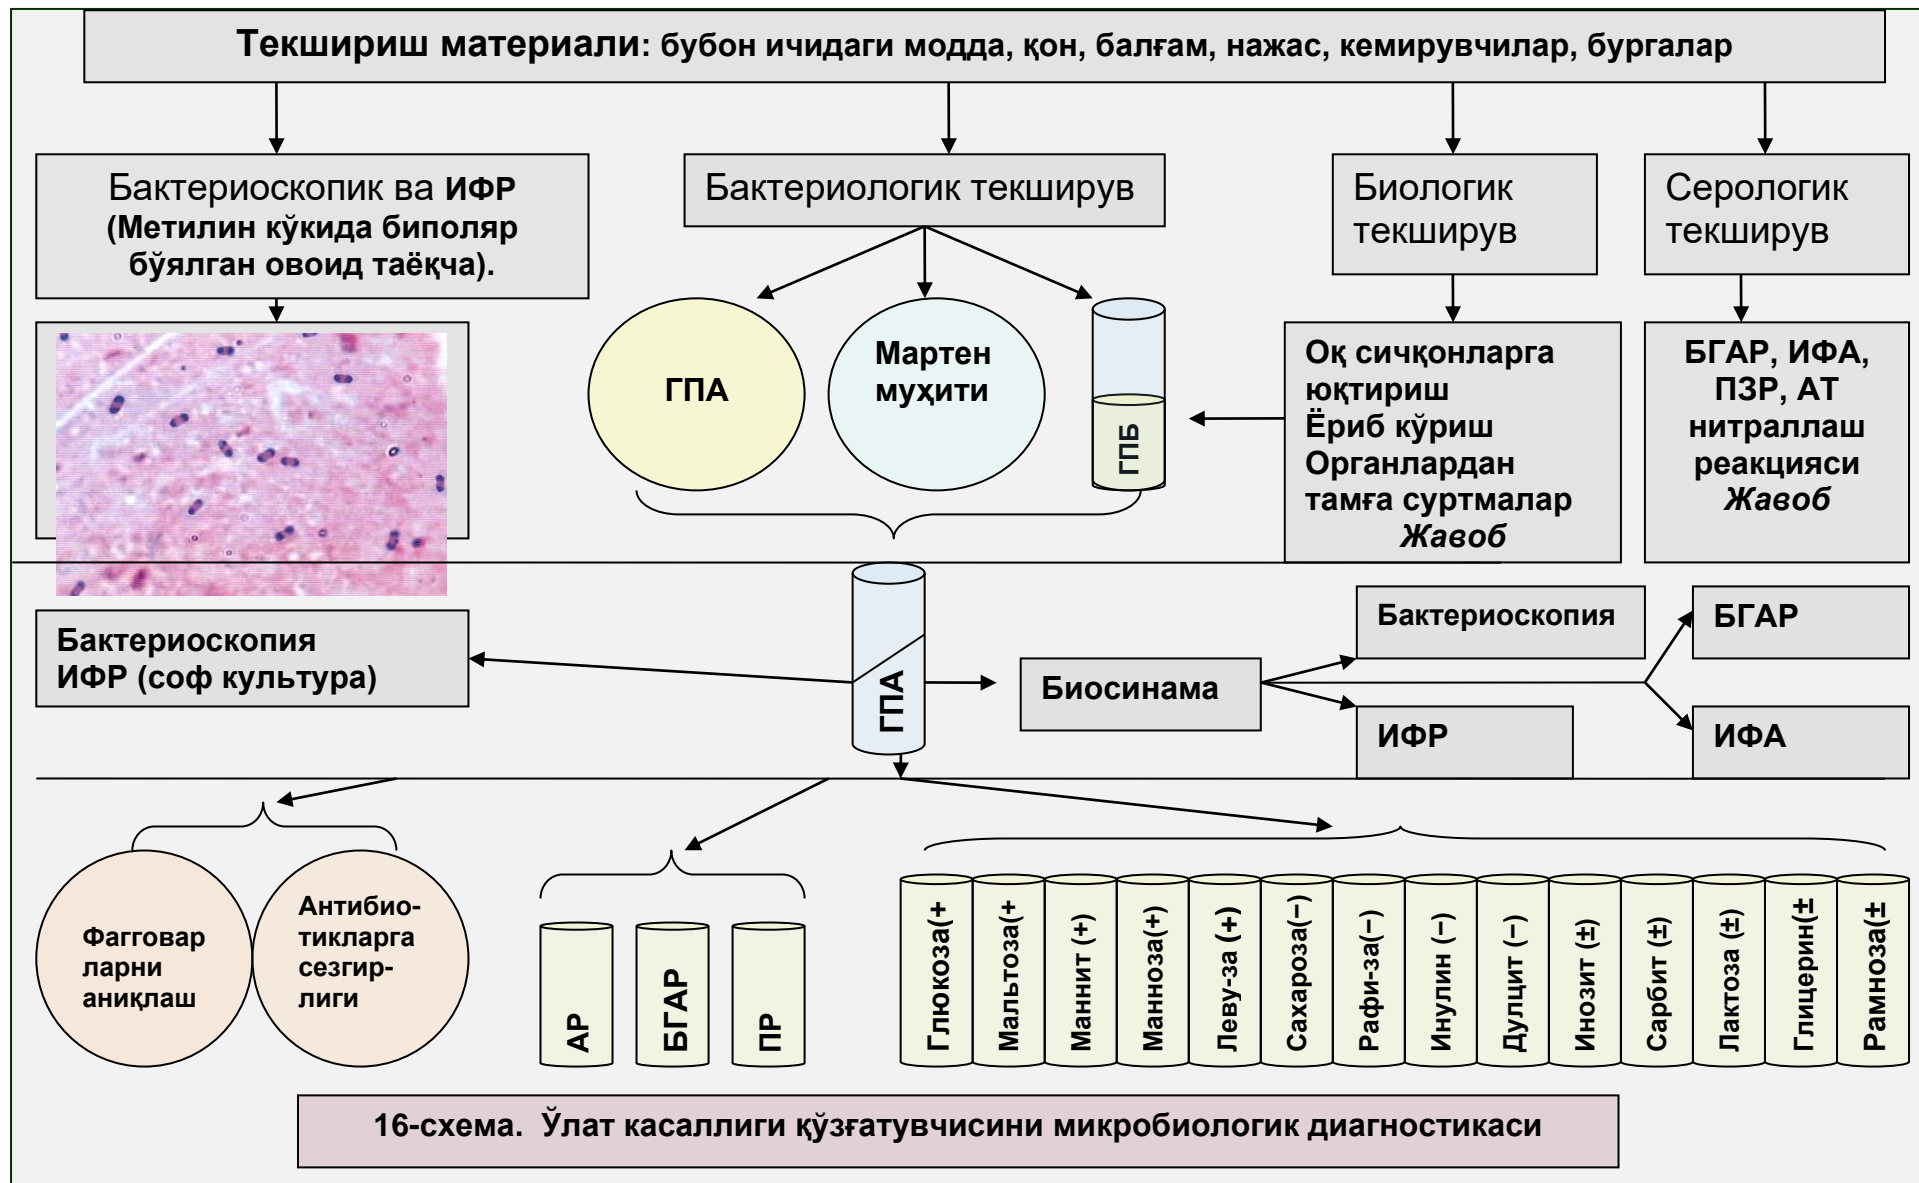 Текшириш материали: бубон ичидаги модда, қон, балғам, нажас, кемирувчилар, бургалар
Бактериоскопик ва ИФР
(Метилин кўкида биполяр
бўялган овоид таёқча).
Бактериологик текширув
Биологик
текширув
Серологик
текширув
ГПА
Мартен
муҳити
ГПБ
Оқ сичқонларга
юқтириш
Ёриб кўриш
Органлардан
тамға суртмалар
Жавоб
БГАР, ИФА,
ПЗР, АТ
нитраллаш
реакцияси
Жавоб
Бактериоскопия
ИФР (соф культура)
ГПА
Биосинама
Бактериоскопия
ИФР
БГАР
ИФА
Фагговар
ларни
аниқлаш
Антибио-
тикларга
сезгир-
лиги
АР
БГАР
ПР
Глюкоза(+
Мальтоза(+
Маннит (+)
Манноза(+)
Леву-за (+)
Сахароза(−)
Рафи-за(−)
Инулин (−)
Дулцит (−)
Инозит (±)
Сарбит (±)
Лактоза (±)
Глицерин(±
Рамноза(±
16-схема.  Ўлат касаллиги қўзғатувчисини микробиологик диагностикаси